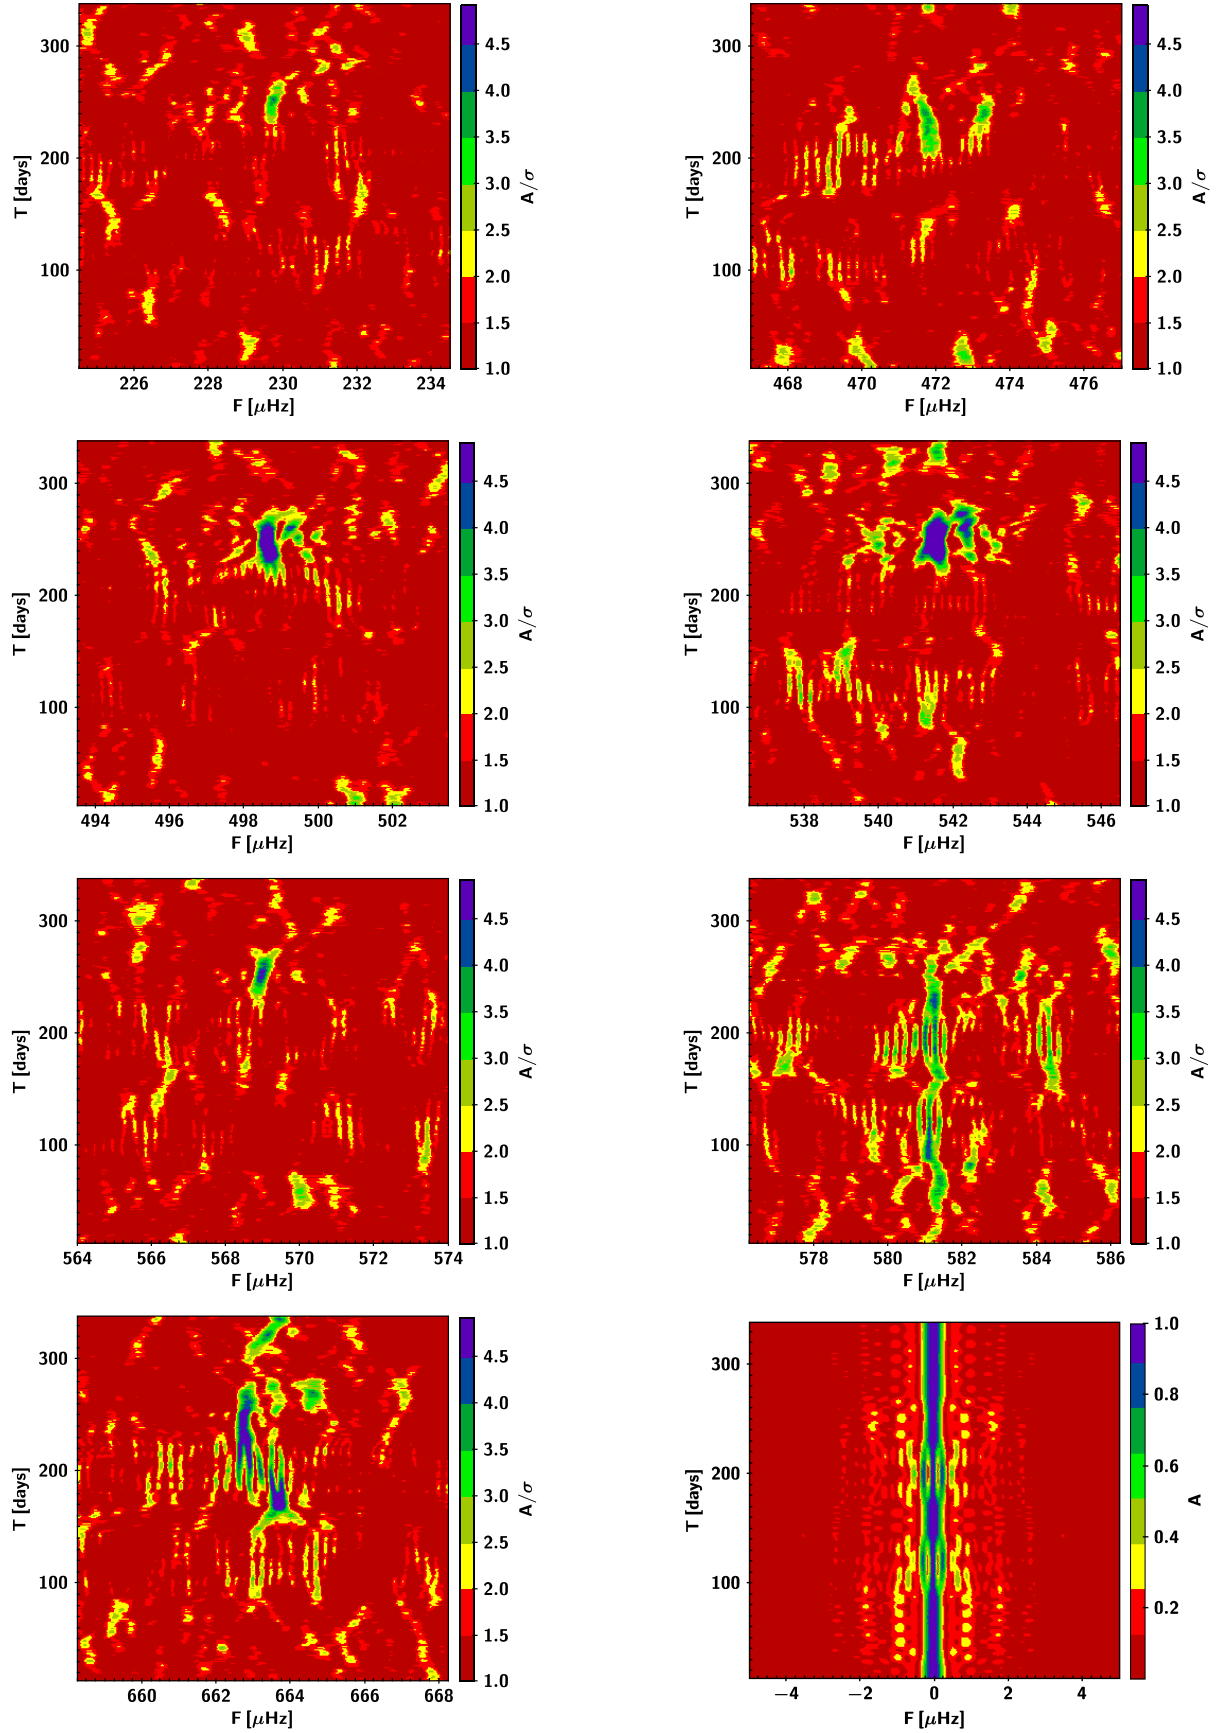 300
200
100
T [days]
226 228 230 232 234
F [μHz]
4.5
4.0
3.5
3.0
2.5
2.0
1.5
1.0
A/σ
300
200
100
T [days]
468 470 472 474 476
F [μHz]
4.5
4.0
3.5
3.0
2.5
2.0
1.5
1.0
A/σ
300
200
100
T [days]
494 496 498 500 502
F [μHz]
4.5
4.0
3.5
3.0
2.5
2.0
1.5
1.0
A/σ
300
200
100
T [days]
538 540 542 544 546
F [μHz]
4.5
4.0
3.5
3.0
2.5
2.0
1.5
1.0
A/σ
300
200
100
T [days]
564 566 568 570 572 574
F [μHz]
4.5
4.0
3.5
3.0
2.5
2.0
1.5
1.0
A/σ
300
200
100
T [days]
578 580 582 584 586
F [μHz]
4.5
4.0
3.5
3.0
2.5
2.0
1.5
1.0
A/σ
300
200
100
T [days]
660 662 664 666 668
F [μHz]
4.5
4.0
3.5
3.0
2.5
2.0
1.5
1.0
A/σ
300
200
100
T [days]
−4 −2 0 2 4
F [μHz]
1.0
0.8
0.6
0.4
0.2
A